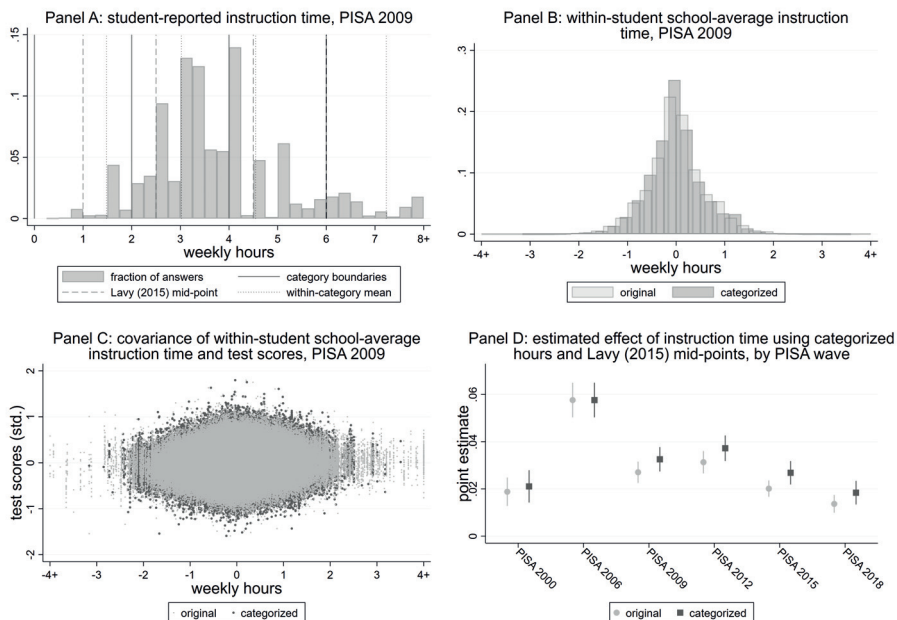 Panel A: student-reported instruction time, PISA 2009
.15
.1
.05
0
0 1 2 3 4 5 6 7 8+
weekly hours
fraction of answers category boundaries
Lavy (2015) mid-point within-category mean
Panel B: within-student school-average instruction
time, PISA 2009
.3
.2
.1
0
-4+ -3 -2 -1 0 1 2 3 4+
weekly hours
original categorized
Panel C: covariance of within-student school-average
instruction time and test scores, PISA 2009
test scores (std.)
2
1
0
-1
-2
-4+ -3 -2 -1 0 1 2 3 4+
weekly hours
original categorized
Panel D: estimated effect of instruction time using categorized
hours and Lavy (2015) mid-points, by PISA wave
point estimate
.06
.04
.02
0
PISA 2000
PISA 2006
PISA 2009
PISA 2012
PISA 2015
PISA 2018
original categorized